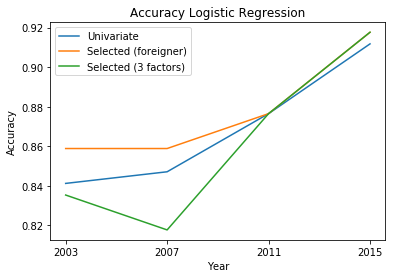 Accuracy Logistic Regression
Univariate
Selected (foreigner)
Selected (3 factors)
Accuracy
0.92
0.90
0.88
0.86
0.84
0.82
2003 2007 2011 2015
Year